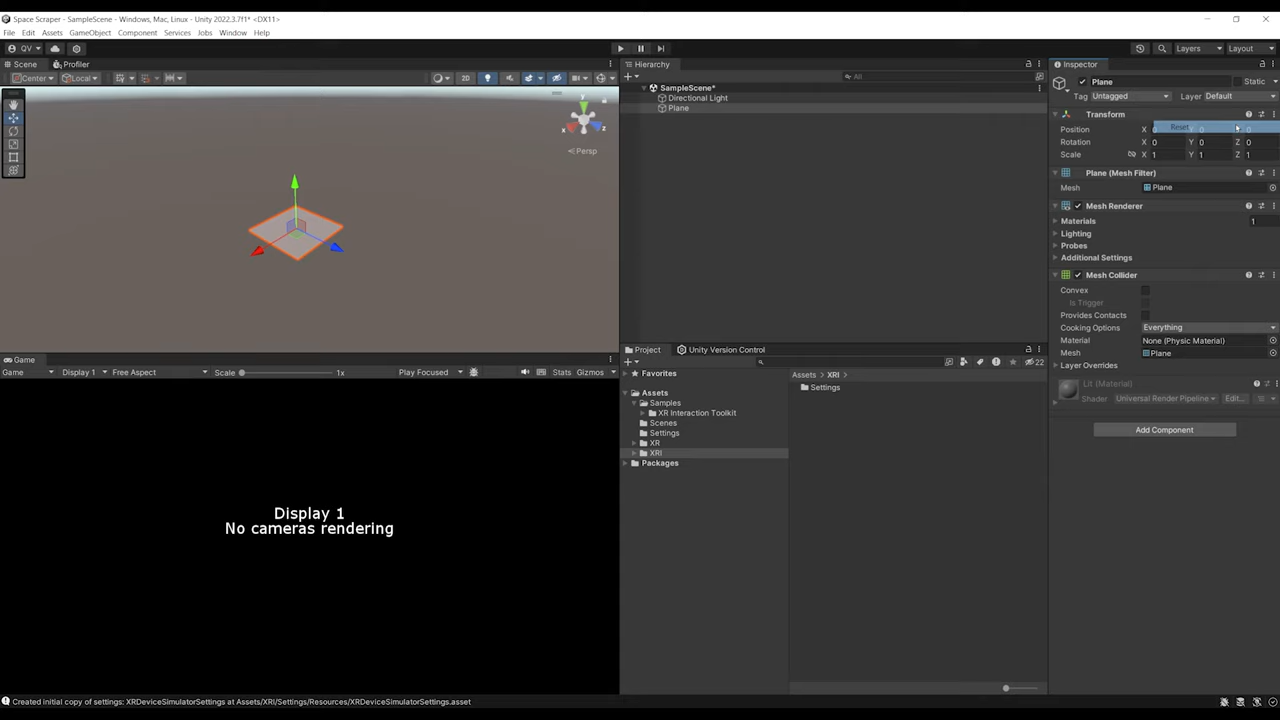 Space Scraper - SampleScene - Windows, Mac, Linux - Unity 2022.3.7f1* <DX11>
File Edit Assets GameObject Component Services Jobs Window Help
QV Layers Layout
Scene Profiler
Center Local 2D
Persp
y
x
z
Hierarchy
All
SampleScene*
Directional Light
Plane
Inspector
Plane Static
Tag Untagged Layer Default
Transform
Reset
Position X 0 Y 0 Z 0
Rotation X 0 Y 0 Z 0
Scale X 1 Y 1 Z 1
Plane (Mesh Filter)
Mesh Plane
Mesh Renderer
Materials 1
Lighting
Probes
Additional Settings
Mesh Collider
Convex
Is Trigger
Provides Contacts
Cooking Options Everything
Material None (Physic Material)
Mesh Plane
Layer Overrides
Lit (Material)
Shader Universal Render Pipeline Edit...
Add Component
Game
Game Display 1 Free Aspect Scale 1x Play Focused Stats Gizmos
Display 1
No cameras rendering
Project Unity Version Control
22
Favorites
Assets
Samples
XR Interaction Toolkit
Scenes
Settings
XR
XRI
Packages
Assets > XRI >
Settings
Created initial copy of settings: XRDeviceSimulatorSettings at Assets/XRI/Settings/Resources/XRDeviceSimulatorSettings.asset